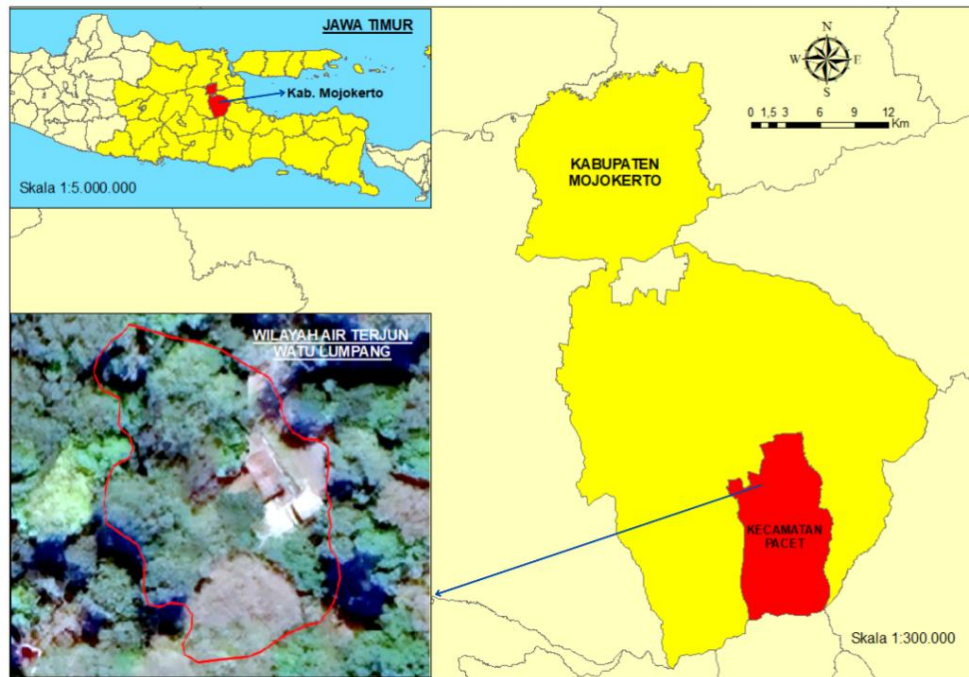 JAWA TIMUR
Kab. Mojokerto
Skala 1:5.000.000
N
W E
S
0 1,5 3 6 9 12
Km
KABUPATEN
MOJOKERTO
WILAYAH AIR TERJUN
WATU LUMPANG
KECAMATAN
PACET
Skala 1:300.000